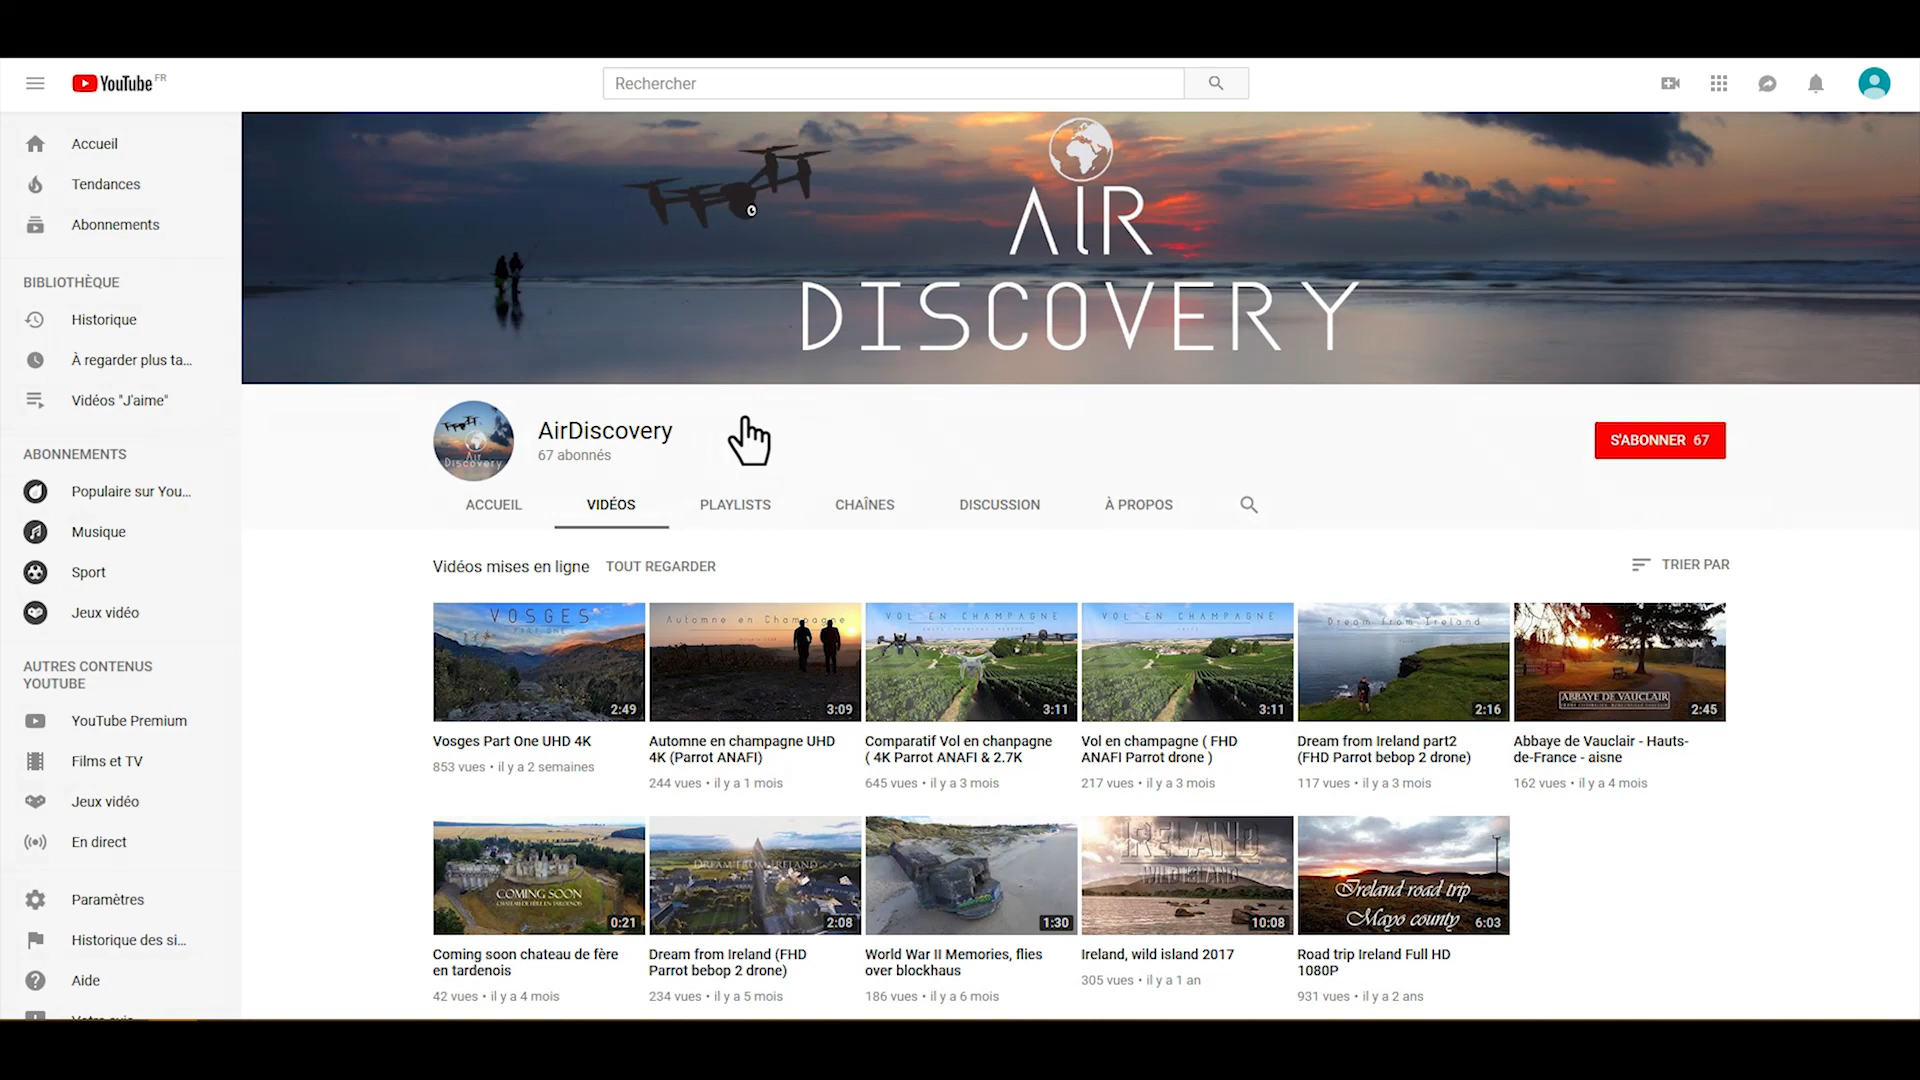 YouTube FR
Rechercher
Accueil
Tendances
Abonnements
BIBLIOTHÈQUE
Historique
À regarder plus ta...
Vidéos "J'aime"
ABONNEMENTS
Populaire sur You...
Musique
Sport
Jeux vidéo
AUTRES CONTENUS
YOUTUBE
YouTube Premium
Films et TV
Jeux vidéo
En direct
Paramètres
Historique des si...
Aide
AIR
DISCOVERY
Air
Discovery
AirDiscovery
67 abonnés
S'ABONNER 67
ACCUEIL VIDÉOS PLAYLISTS CHAÎNES DISCUSSION À PROPOS
Vidéos mises en ligne TOUT REGARDER
TRIER PAR
VOSGES
PART ONE
2:49
Vosges Part One UHD 4K
853 vues • il y a 2 semaines
Automne en Champagne
3:09
Automne en champagne UHD
4K (Parrot ANAFI)
244 vues • il y a 1 mois
VOL EN CHAMPAGNE
3:11
Comparatif Vol en chanpagne
( 4K Parrot ANAFI & 2.7K
645 vues • il y a 3 mois
VOL EN CHAMPAGNE
3:11
Vol en champagne ( FHD
ANAFI Parrot drone )
217 vues • il y a 3 mois
Dream from Ireland
2:16
Dream from Ireland part2
(FHD Parrot bebop 2 drone)
117 vues • il y a 3 mois
ABBAYE DE VAUCLAIR
2:45
Abbaye de Vauclair - Hauts-
de-France - aisne
162 vues • il y a 4 mois
COMING SOON
CHATEAU DE FÈRE EN TARDENOIS
0:21
Coming soon chateau de fère
en tardenois
42 vues • il y a 4 mois
DREAM FROM IRELAND
2:08
Dream from Ireland (FHD
Parrot bebop 2 drone)
234 vues • il y a 5 mois
1:30
World War II Memories, flies
over blockhaus
186 vues • il y a 6 mois
IRELAND
WILD ISLAND
10:08
Ireland, wild island 2017
305 vues • il y a 1 an
Ireland road trip
Mayo county
6:03
Road trip Ireland Full HD
1080P
931 vues • il y a 2 ans